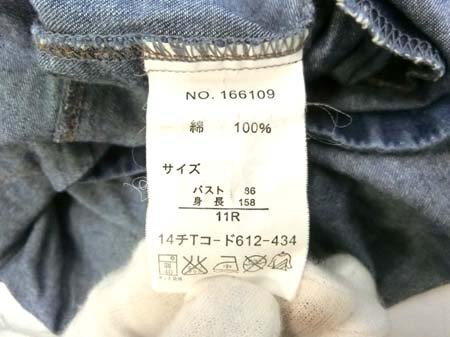 NO. 166109
綿 100%
サイズ
バスト 86
身長 158
11R
14チTコード612-434